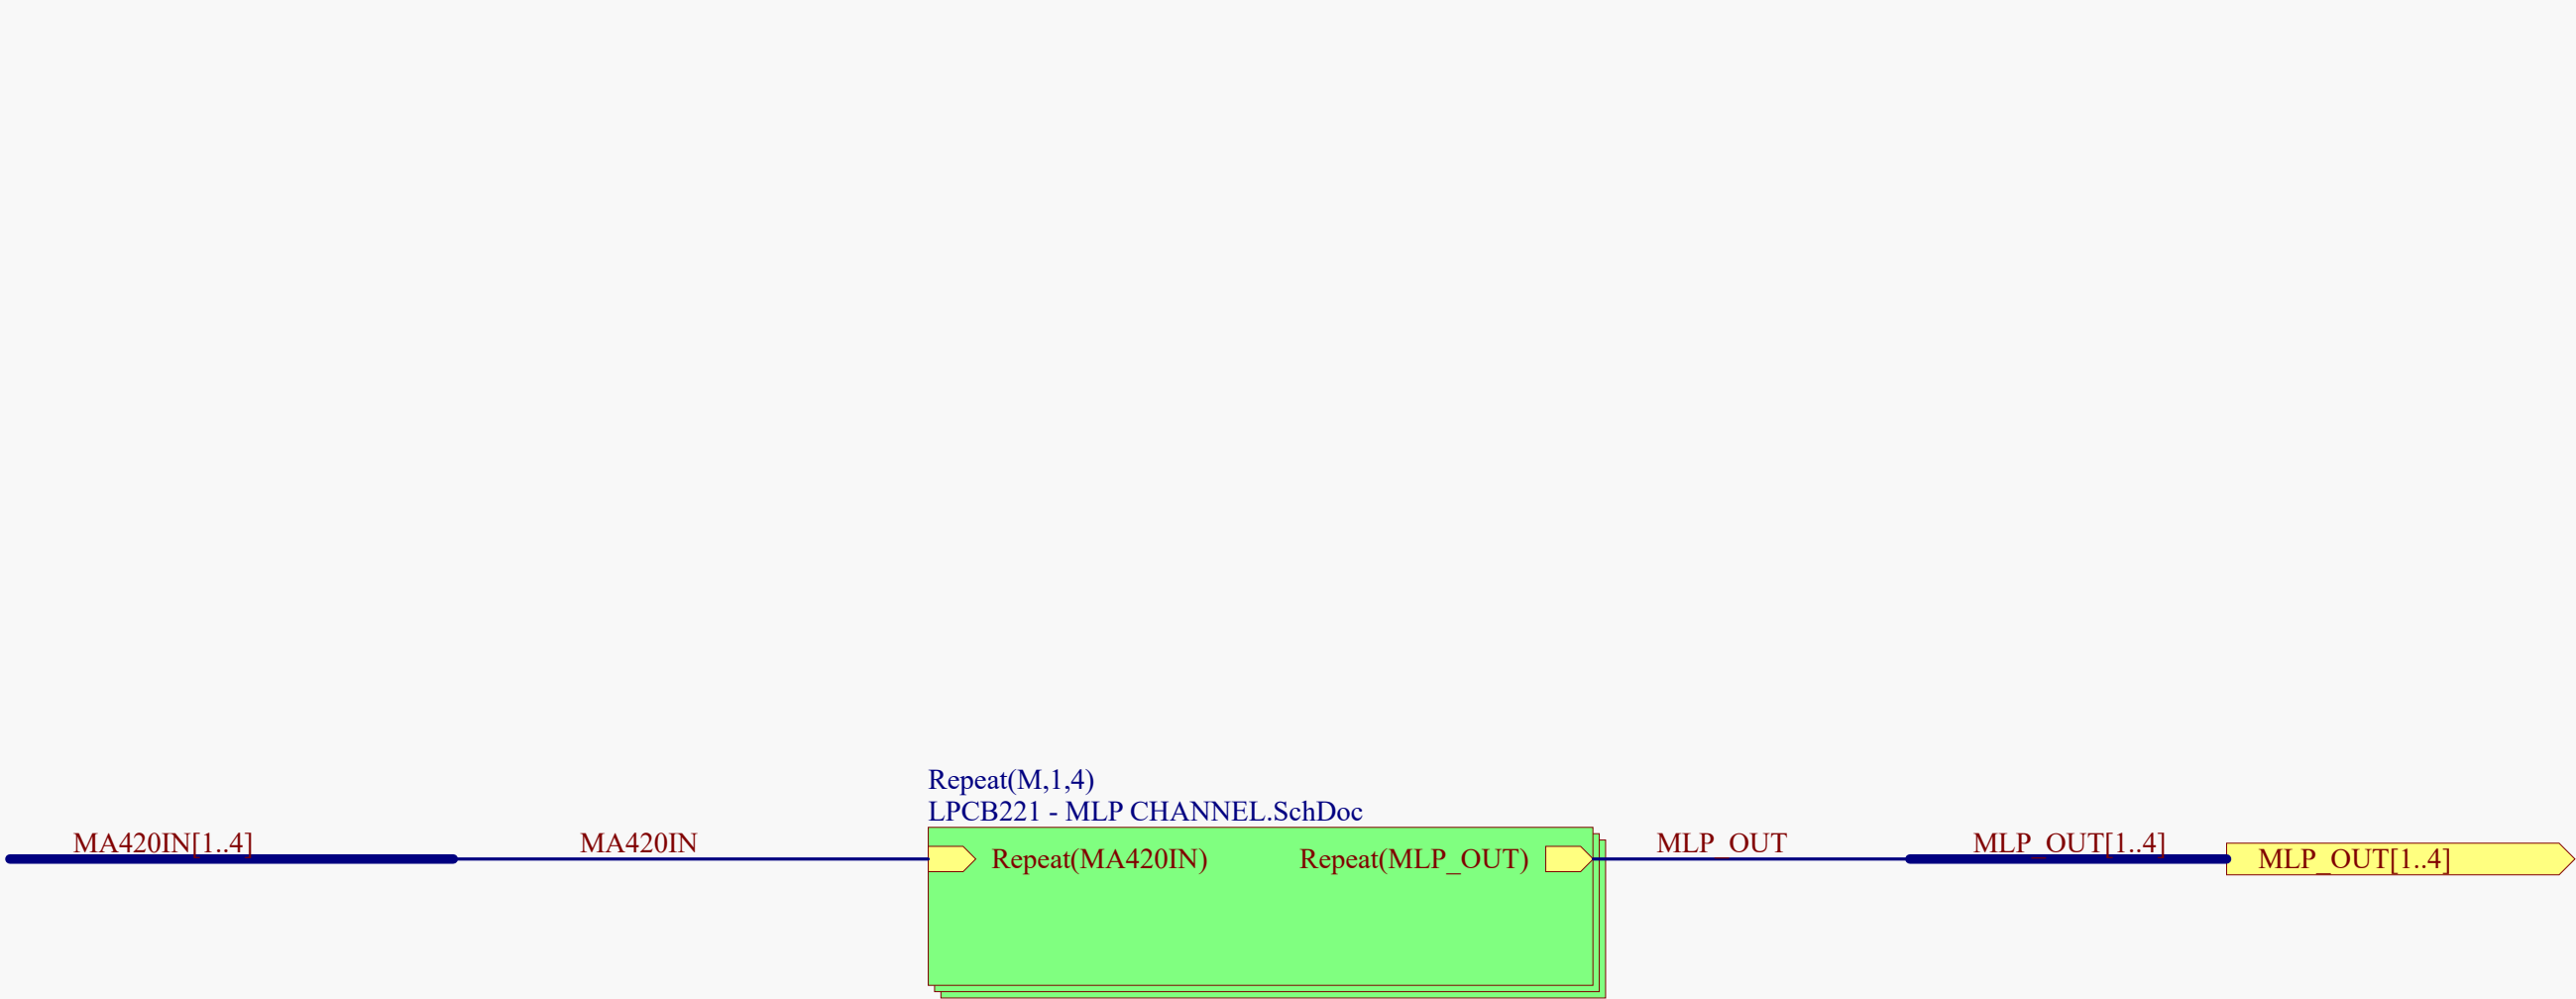 Repeat(M,1,4)
LPCB221 - MLP CHANNEL.SchDoc
MA420IN[1..4]
MA420IN
Repeat(MA420IN)
Repeat(MLP_OUT)
MLP_OUT
MLP_OUT[1..4]
MLP_OUT[1..4]